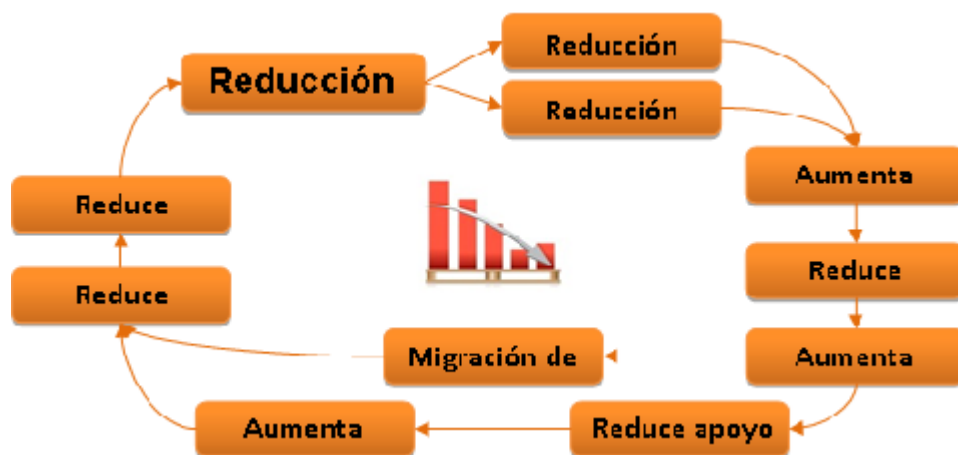 Reducción
Reducción
Reducción
Aumenta
Reduce
Aumenta
Reduce apoyo
Aumenta
Migración de
Reduce
Reduce